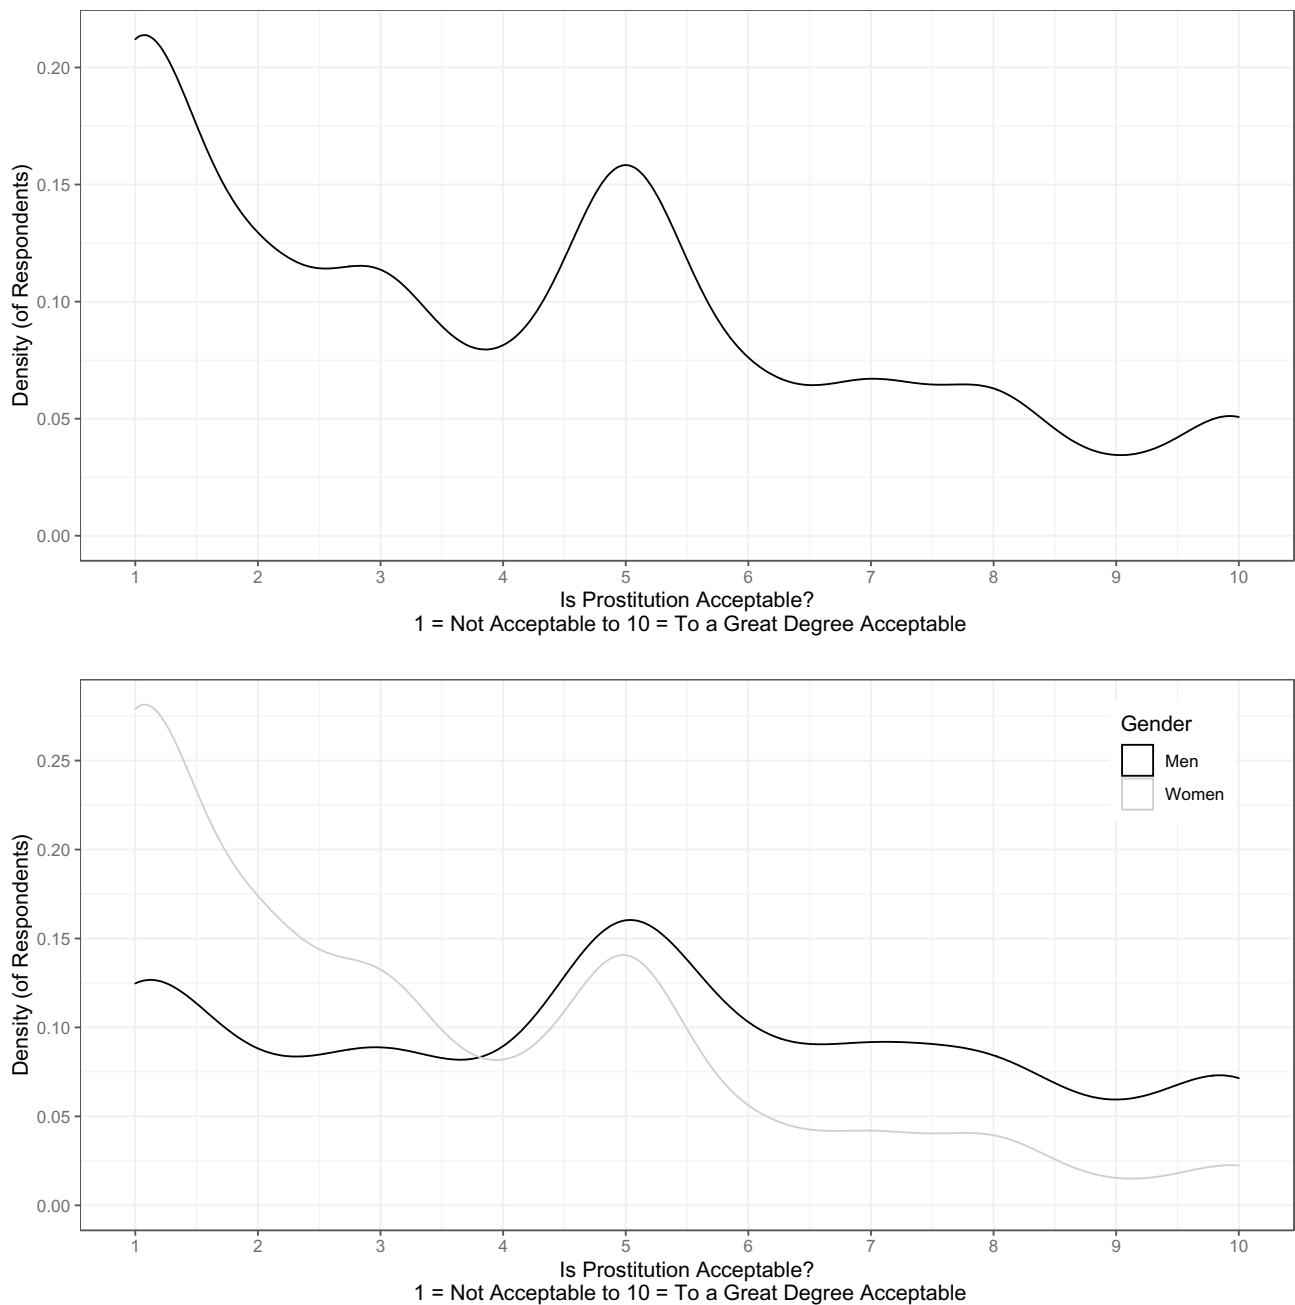 Density (of Respondents)
0.20
0.15
0.10
0.05
0.00
1 2 3 4 5 6 7 8 9 10
Is Prostitution Acceptable?
1 = Not Acceptable to 10 = To a Great Degree Acceptable
Density (of Respondents)
0.25
0.20
0.15
0.10
0.05
0.00
Gender
Men
Women
1 2 3 4 5 6 7 8 9 10
Is Prostitution Acceptable?
1 = Not Acceptable to 10 = To a Great Degree Acceptable